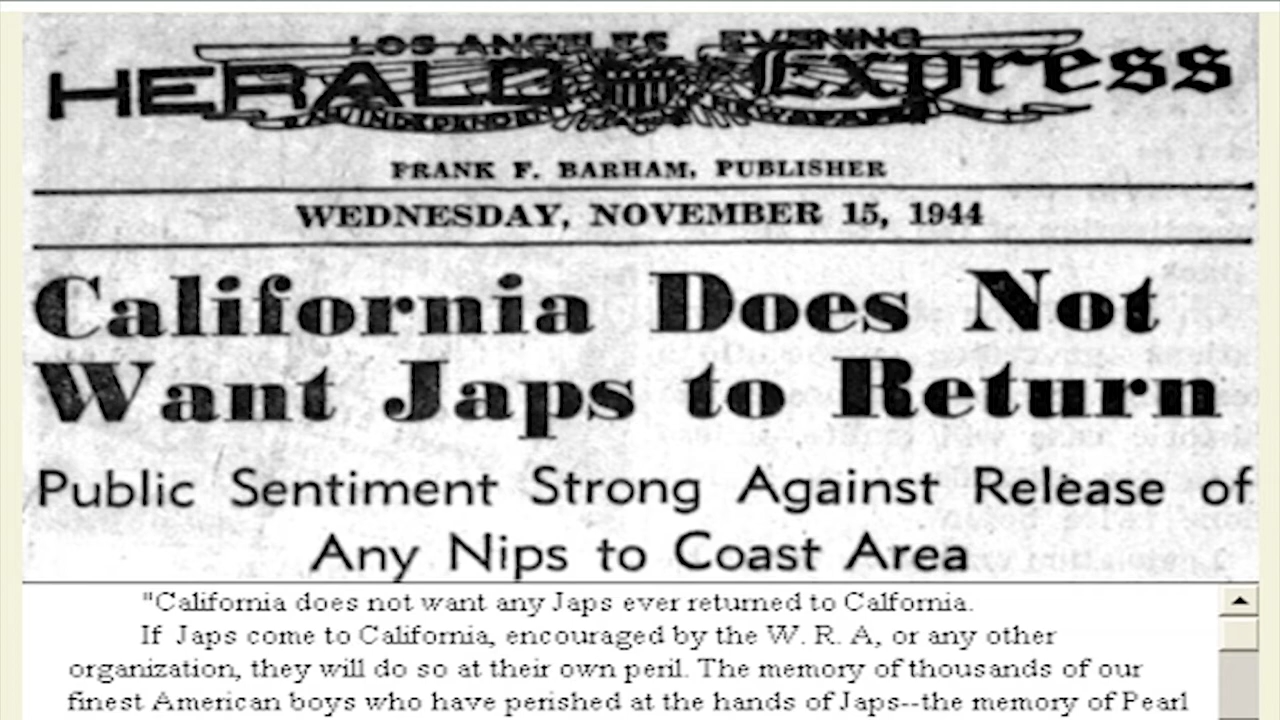 LOS ANGELES EVENING
HERALD Express
FRANK F. BARHAM, PUBLISHER
WEDNESDAY, NOVEMBER 15, 1944
California Does Not
Want Japs to Return
Public Sentiment Strong Against Release of
Any Nips to Coast Area
"California does not want any Japs ever returned to Calfornia.
If Japs come to California, encouraged by the W. R. A, or any other
organization, they will do so at their own peril. The memory of thousands of our
finest American boys who have perished at the hands of Japs--the memory of Pearl